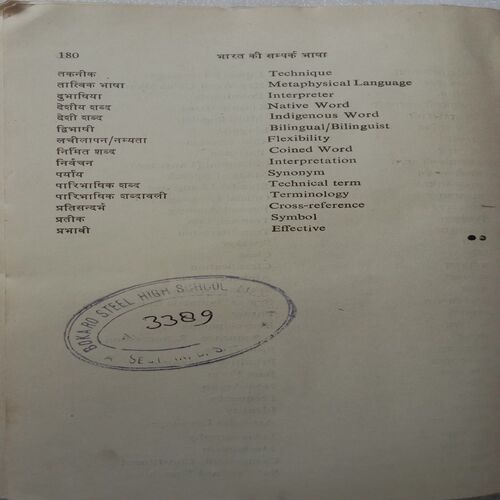 180 भारत की सम्पर्क भाषा
तकनीक Technique
तात्विक भाषा Metaphysical Language
दुभाषिया Interpreter
देशीय शब्द Native Word
देशी शब्द Indigenous Word
द्विभाषी Bilingual/Bilinguist
लचीलापन/नम्यता Flexibility
निर्मित शब्द Coined Word
निर्वचन Interpretation
पर्याय Synonym
पारिभाषिक शब्द Technical term
पारिभाषिक शब्दावली Terminology
प्रतिसन्दर्भ Cross-reference
प्रतीक Symbol
प्रभावी Effective
BOKARO STEEL HIGH SCHOOL
3389